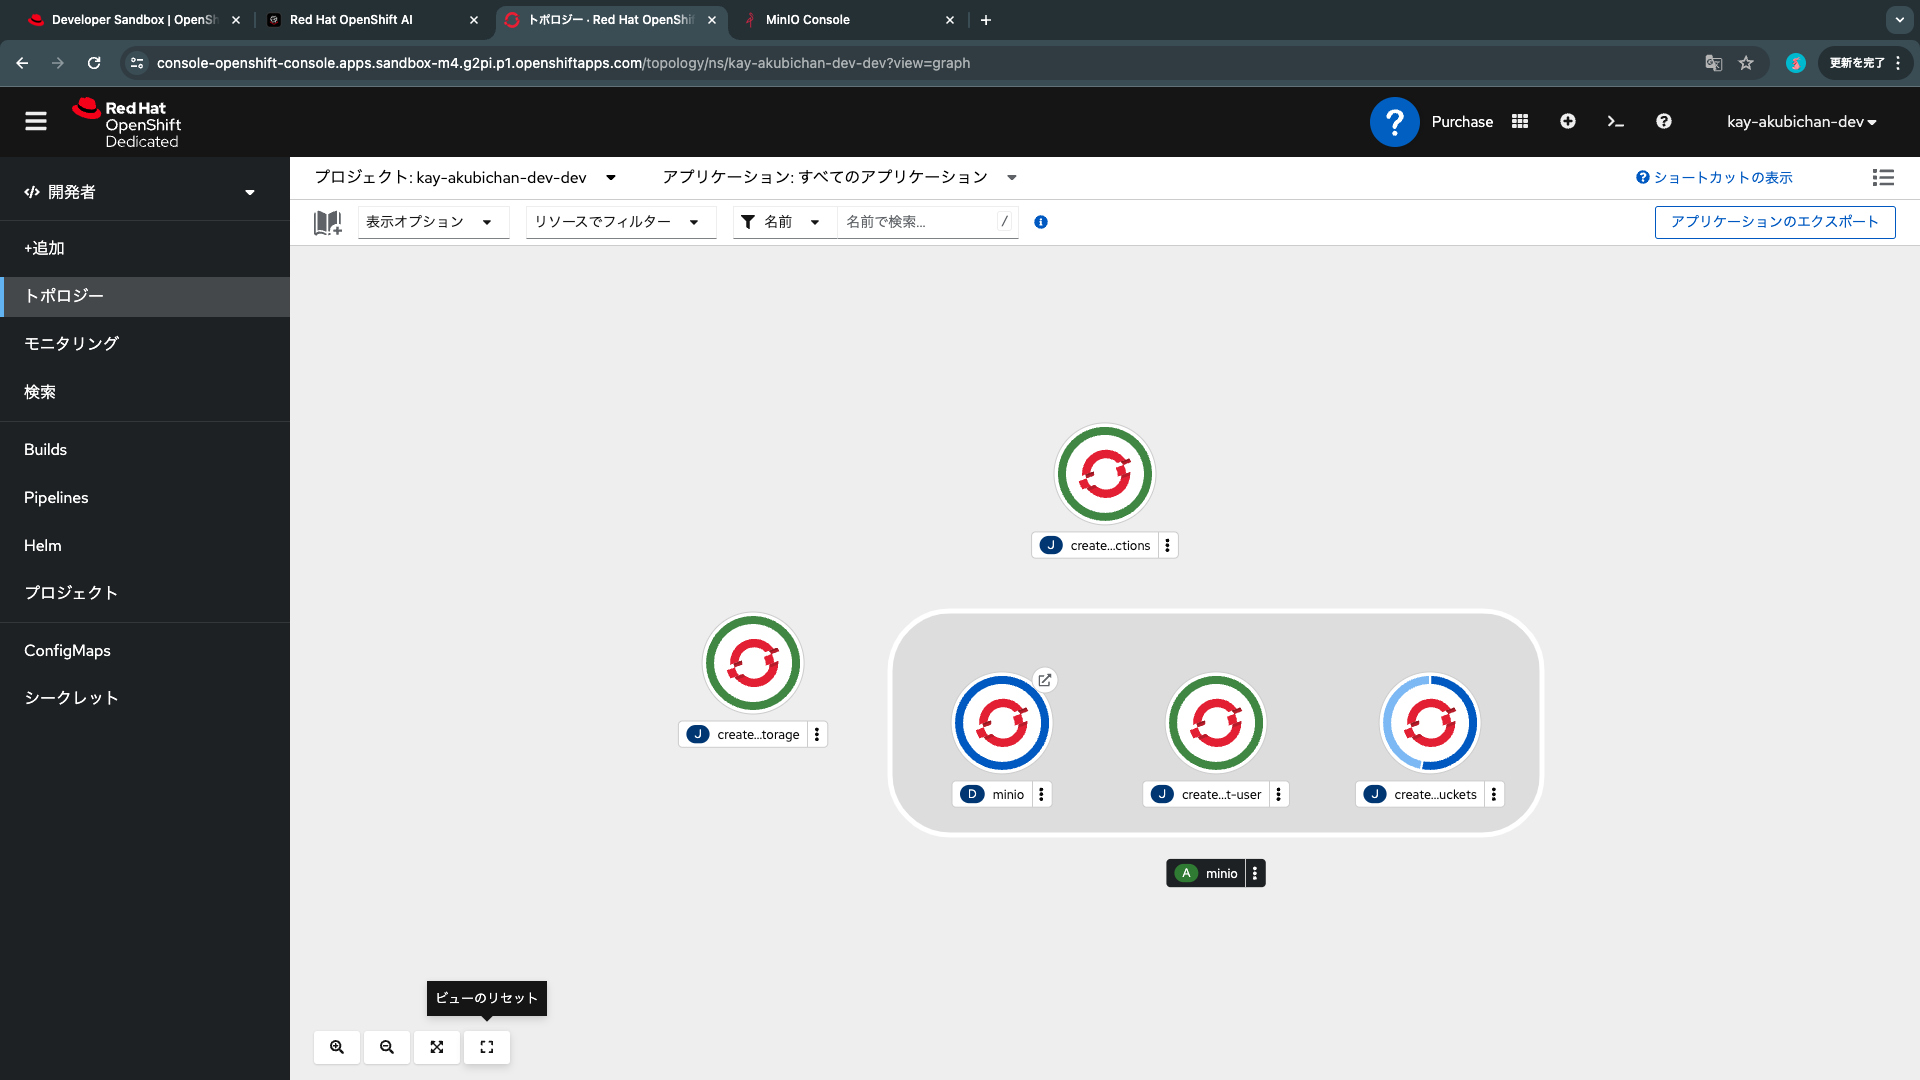 Developer Sandbox | OpenSh
Red Hat OpenShift AI
トポロジー · Red Hat OpenShif
MinIO Console
console-openshift-console.apps.sandbox-m4.g2pi.p1.openshiftapps.com/topology/ns/kay-akubichan-dev-dev?view=graph
更新を完了
Red Hat
OpenShift
Dedicated
?
Purchase
kay-akubichan-dev
開発者
+追加
トポロジー
モニタリング
検索
Builds
Pipelines
Helm
プロジェクト
ConfigMaps
シークレット
プロジェクト: kay-akubichan-dev-dev
アプリケーション: すべてのアプリケーション
ショートカットの表示
表示オプション
リソースでフィルター
名前
名前で検索...
/
アプリケーションのエクスポート
J create...ctions
J create...torage
D minio
J create...t-user
J create...uckets
A minio
ビューのリセット